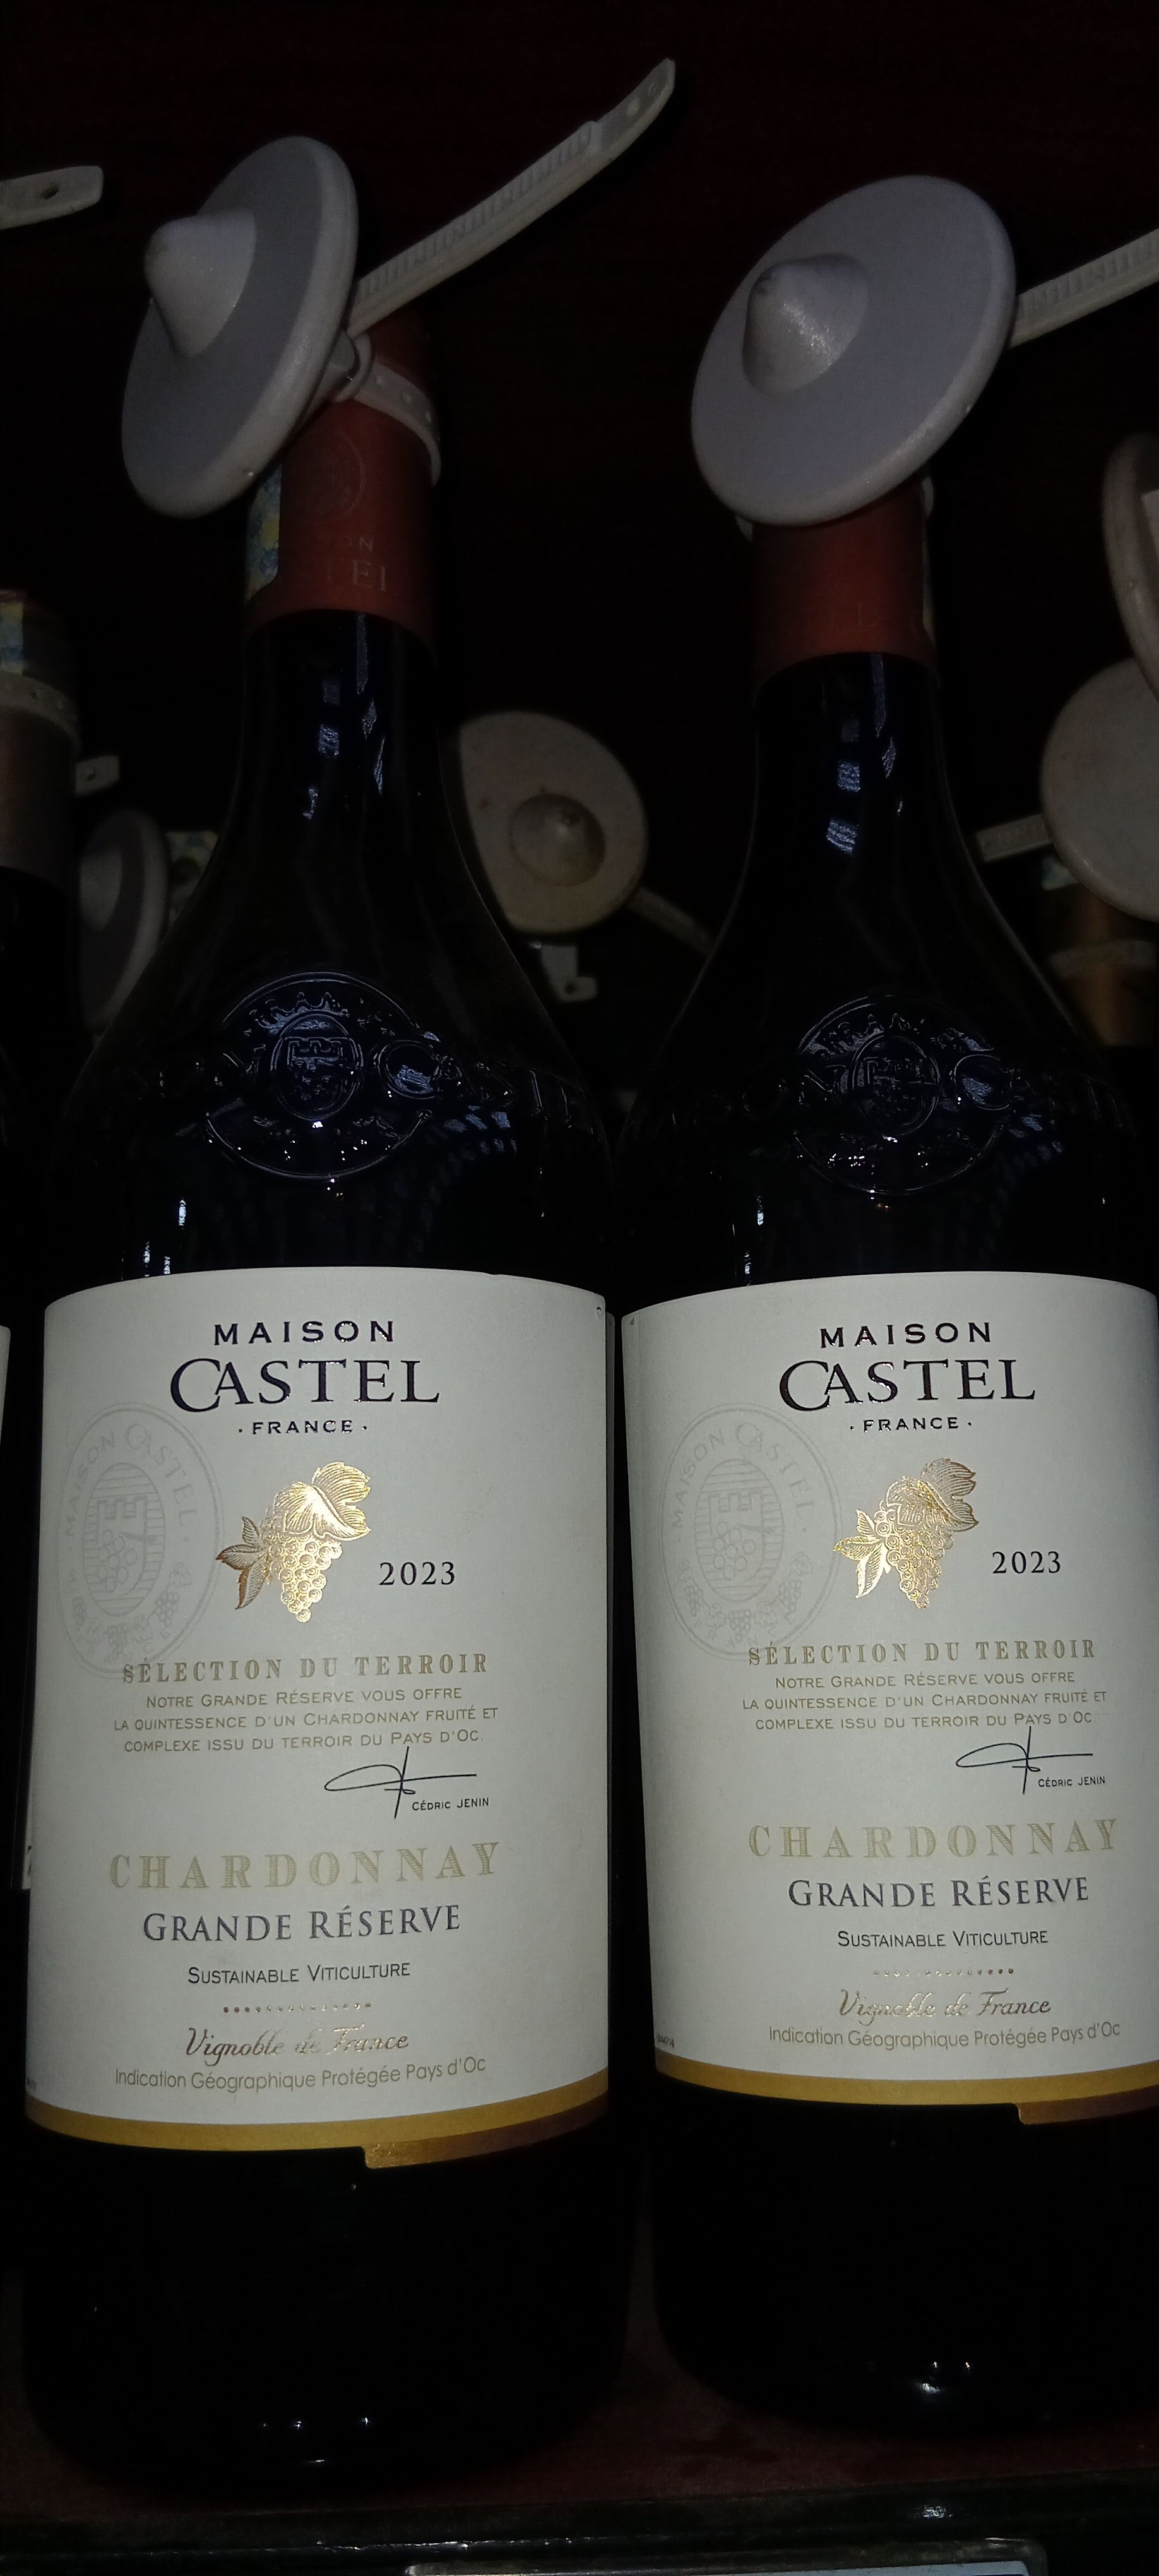 MAISON
CASTEL
· FRANCE ·
MAISON CASTEL
2023
SÉLECTION DU TERROIR
NOTRE GRANDE RÉSERVE VOUS OFFRE
LA QUINTESSENCE D'UN CHARDONNAY FRUITÉ ET
COMPLEXE ISSU DU TERROIR DU PAYS D'OC
CÉDRIC JENIN
CHARDONNAY
GRANDE RÉSERVE
SUSTAINABLE VITICULTURE
Vignoble de France
Indication Géographique Protégée Pays d'Oc
MAISON
CASTEL
· FRANCE ·
MAISON CASTEL
2023
SÉLECTION DU TERROIR
NOTRE GRANDE RÉSERVE VOUS OFFRE
LA QUINTESSENCE D'UN CHARDONNAY FRUITÉ ET
COMPLEXE ISSU DU TERROIR DU PAYS D'OC
CÉDRIC JENIN
CHARDONNAY
GRANDE RÉSERVE
SUSTAINABLE VITICULTURE
Vignoble de France
Indication Géographique Protégée Pays d'Oc